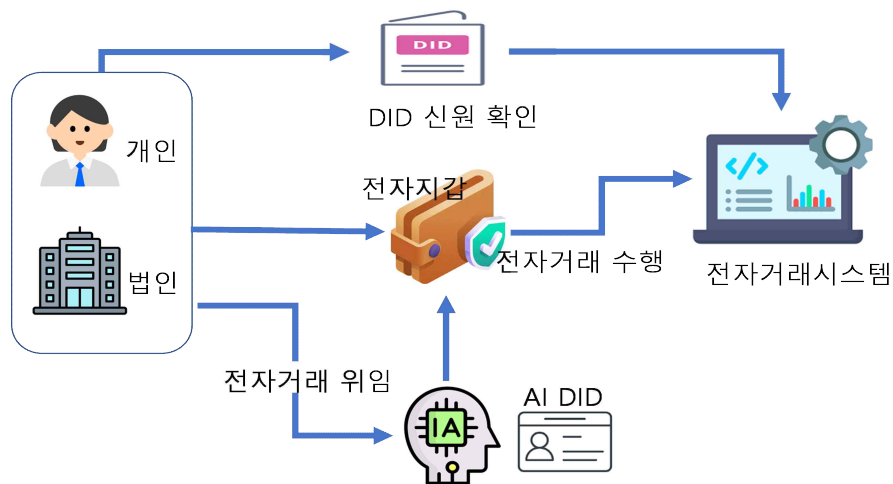 DID
DID 신원 확인
개인
전자지갑
법인
전자거래 수행
전자거래시스템
전자거래 위임
AI DID
IA